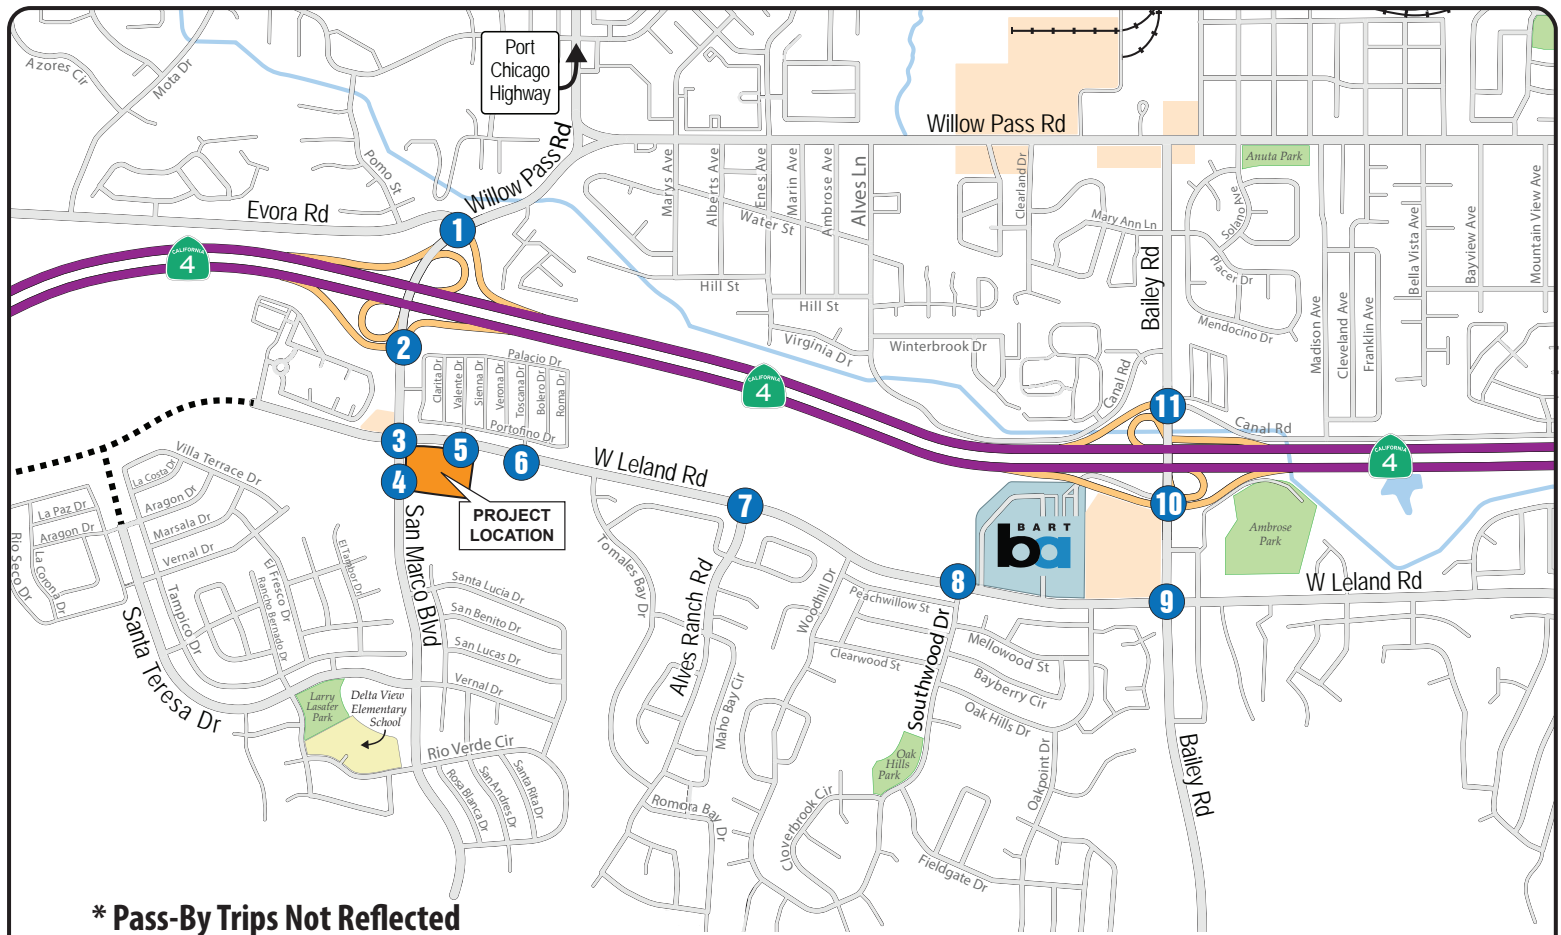 Port
Chicago
Highway
Azores Cir
Mota Dr
Willow Pass Rd
Pomo St
Willow Pass Rd
Evora Rd
1
CALIFORNIA
4
Marys Ave
Alberts Ave
Enes Ave
Marin Ave
Ambrose Ave
Alves Ln
Water St
Clearland Dr
Mary Ann Ln
Anuta Park
Solano Ave
Placer Dr
Mendocino Dr
Bailey Rd
Madison Ave
Cleveland Ave
Franklin Ave
Bella Vista Ave
Bayview Ave
Mountain View Ave
Hill St
Hill St
Virginia Dr
Winterbrook Dr
Canal Rd
2
Palacio Dr
Clarita Dr
Valente Dr
Sienna Dr
Verona Dr
Toscana Dr
Bolero Dr
Roma Dr
Portofino Dr
CALIFORNIA
4
11
Canal Rd
CALIFORNIA
4
3
5
6
4
W Leland Rd
7
PROJECT
LOCATION
10
BART
ba
Ambrose
Park
8
9
W Leland Rd
Villa Terrace Dr
La Costa Dr
Aragon Dr
Marsala Dr
Vernal Dr
La Paz Dr
Aragon Dr
Rio Seco Dr
La Corona Dr
Tampico Dr
El Fresco Dr
Rancho Bernado Dr
El Tambor Dr
Santa Teresa Dr
San Marco Blvd
Santa Lucia Dr
San Benito Dr
San Lucas Dr
Vernal Dr
Larry
Lasater
Park
Delta View
Elementary
School
Rio Verde Cir
Rosa Blanca Dr
San Andres Dr
Santa Rita Dr
Tomales Bay Dr
Alves Ranch Rd
Maho Bay Cir
Romora Bay Dr
Woodhill Dr
Peachwillow St
Clearwood St
Southwood Dr
Mellowood St
Bayberry Cir
Oak Hills Dr
Oak
Hills
Park
Oakpoint Dr
Cloverbrook Cir
Fieldgate Dr
Bailey Rd
* Pass-By Trips Not Reflected